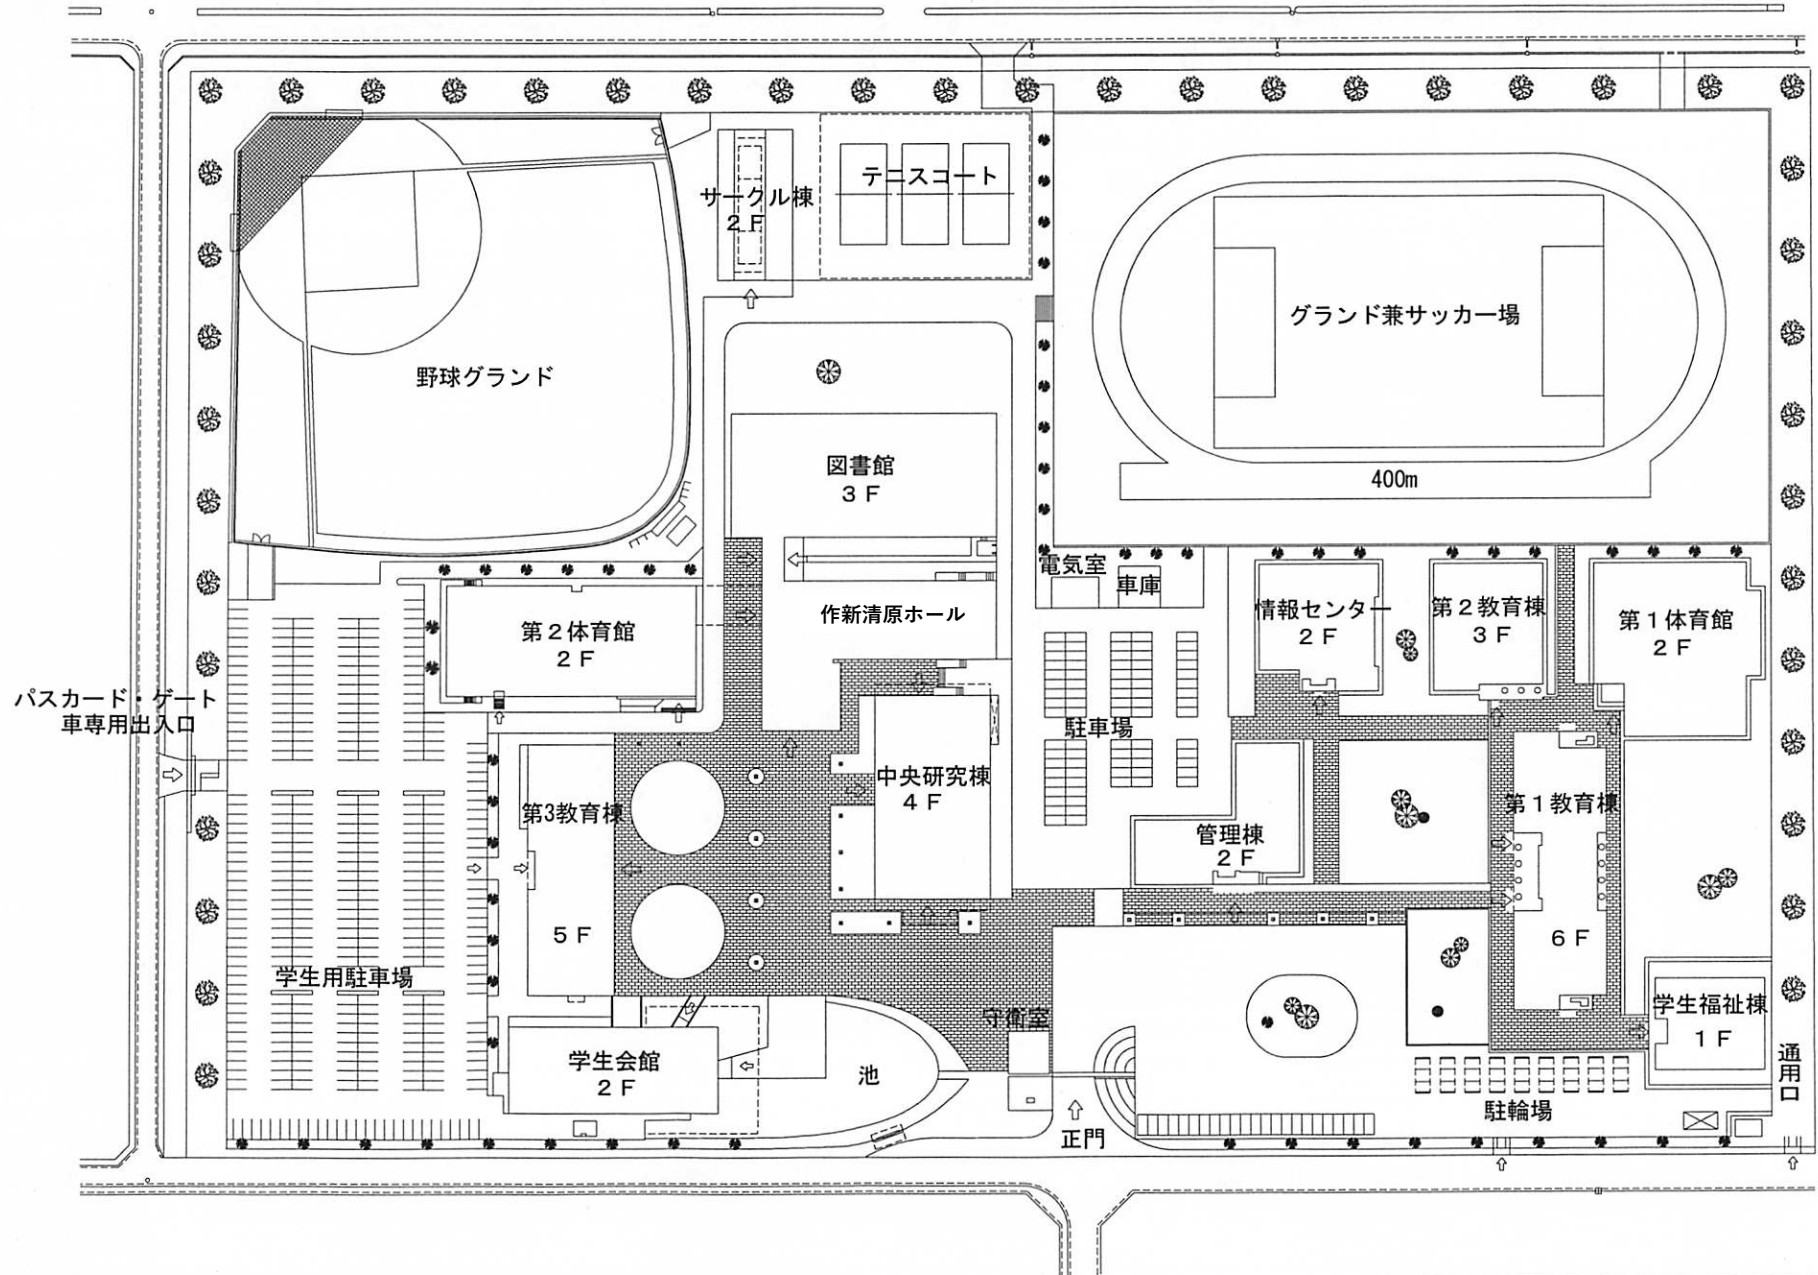 サークル棟
２Ｆ
テニスコート
グランド兼サッカー場
野球グランド
図書館
３Ｆ
400m
電気室
車庫
作新清原ホール
第２体育館
２Ｆ
情報センター
２Ｆ
第２教育棟
３Ｆ
第１体育館
２Ｆ
パスカード・ゲート
車専用出入口
駐車場
中央研究棟
４Ｆ
第3教育棟
５Ｆ
管理棟
２Ｆ
第１教育棟
６Ｆ
学生用駐車場
守衛室
学生福祉棟
１Ｆ
学生会館
２Ｆ
池
正門
駐輪場
通用口